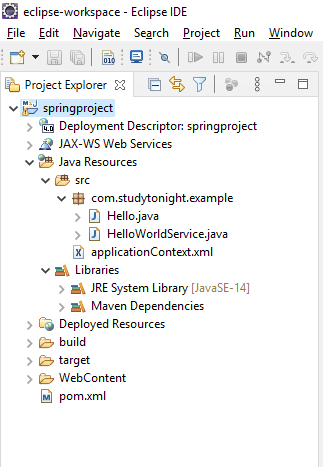 eclipse-workspace - Eclipse IDE
File Edit Navigate Search Project Run Window
Project Explorer
springproject
Deployment Descriptor: springproject
JAX-WS Web Services
Java Resources
src
com.studytonight.example
Hello.java
HelloWorldService.java
applicationContext.xml
Libraries
JRE System Library [JavaSE-14]
Maven Dependencies
Deployed Resources
build
target
WebContent
pom.xml